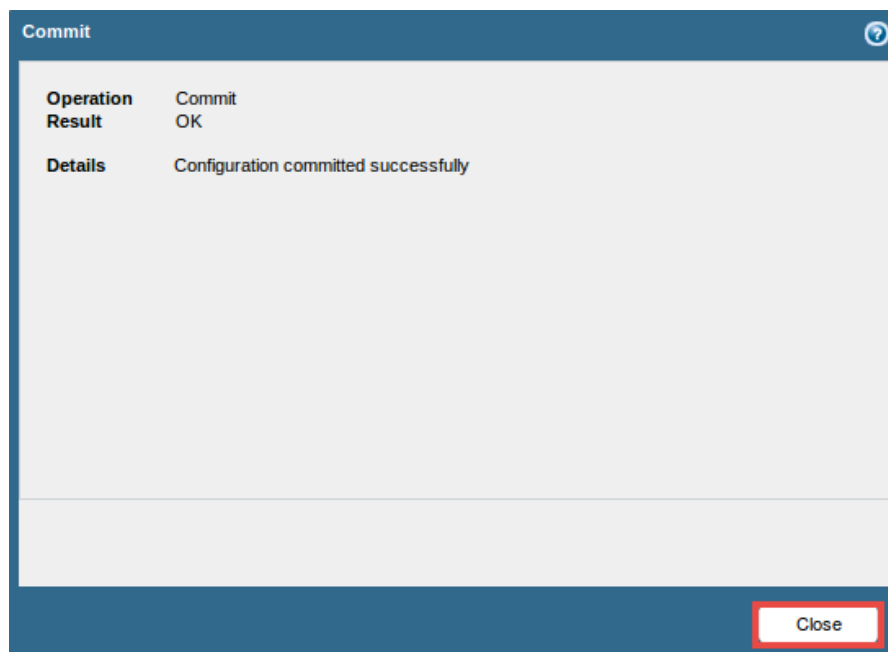 Commit
Operation Commit
Result OK
Details Configuration committed successfully
Close